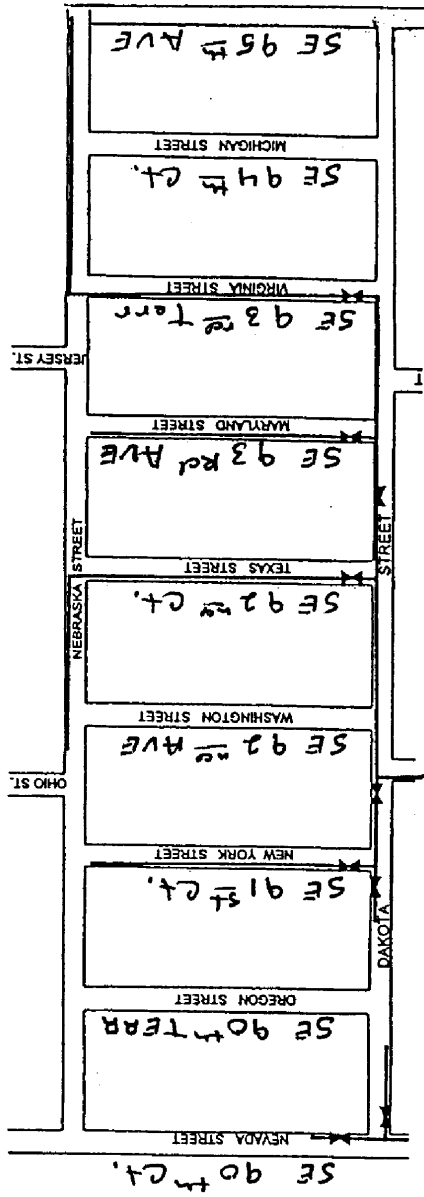 SE 90th Ct.
NEVADA STREET
SE 90th TERR
OREGON STREET
DAKOTA
SE 91st Ct.
NEW YORK STREET
SE 92nd AVE
OHIO ST.
WASHINGTON STREET
SE 92nd Ct.
NEBRASKA STREET
TEXAS STREET
STREET
SE 93rd AVE
MARYLAND STREET
JERSEY ST.
T
SE 93rd Terr
VIRGINIA STREET
SE 94th Ct.
MICHIGAN STREET
SE 95th AVE